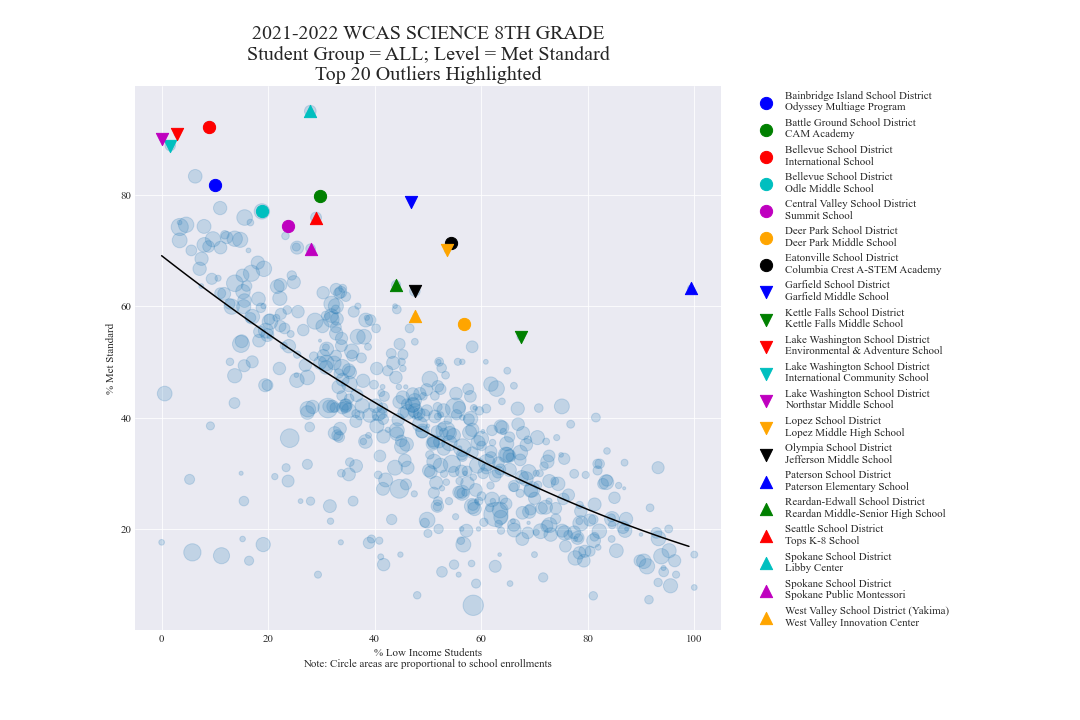 2021-2022 WCAS SCIENCE 8TH GRADE
Student Group = ALL; Level = Met Standard
Top 20 Outliers Highlighted
% Met Standard
80
60
40
20
0
20
40
60
80
100
% Low Income Students
Note: Circle areas are proportional to school enrollments
Bainbridge Island School District
Odyssey Multiage Program
Battle Ground School District
CAM Academy
Bellevue School District
International School
Bellevue School District
Odle Middle School
Central Valley School District
Summit School
Deer Park School District
Deer Park Middle School
Eatonville School District
Columbia Crest A-STEM Academy
Garfield School District
Garfield Middle School
Kettle Falls School District
Kettle Falls Middle School
Lake Washington School District
Environmental & Adventure School
Lake Washington School District
International Community School
Lake Washington School District
Northstar Middle School
Lopez School District
Lopez Middle High School
Olympia School District
Jefferson Middle School
Paterson School District
Paterson Elementary School
Reardan-Edwall School District
Reardan Middle-Senior High School
Seattle School District
Tops K-8 School
Spokane School District
Libby Center
Spokane School District
Spokane Public Montessori
West Valley School District (Yakima)
West Valley Innovation Center